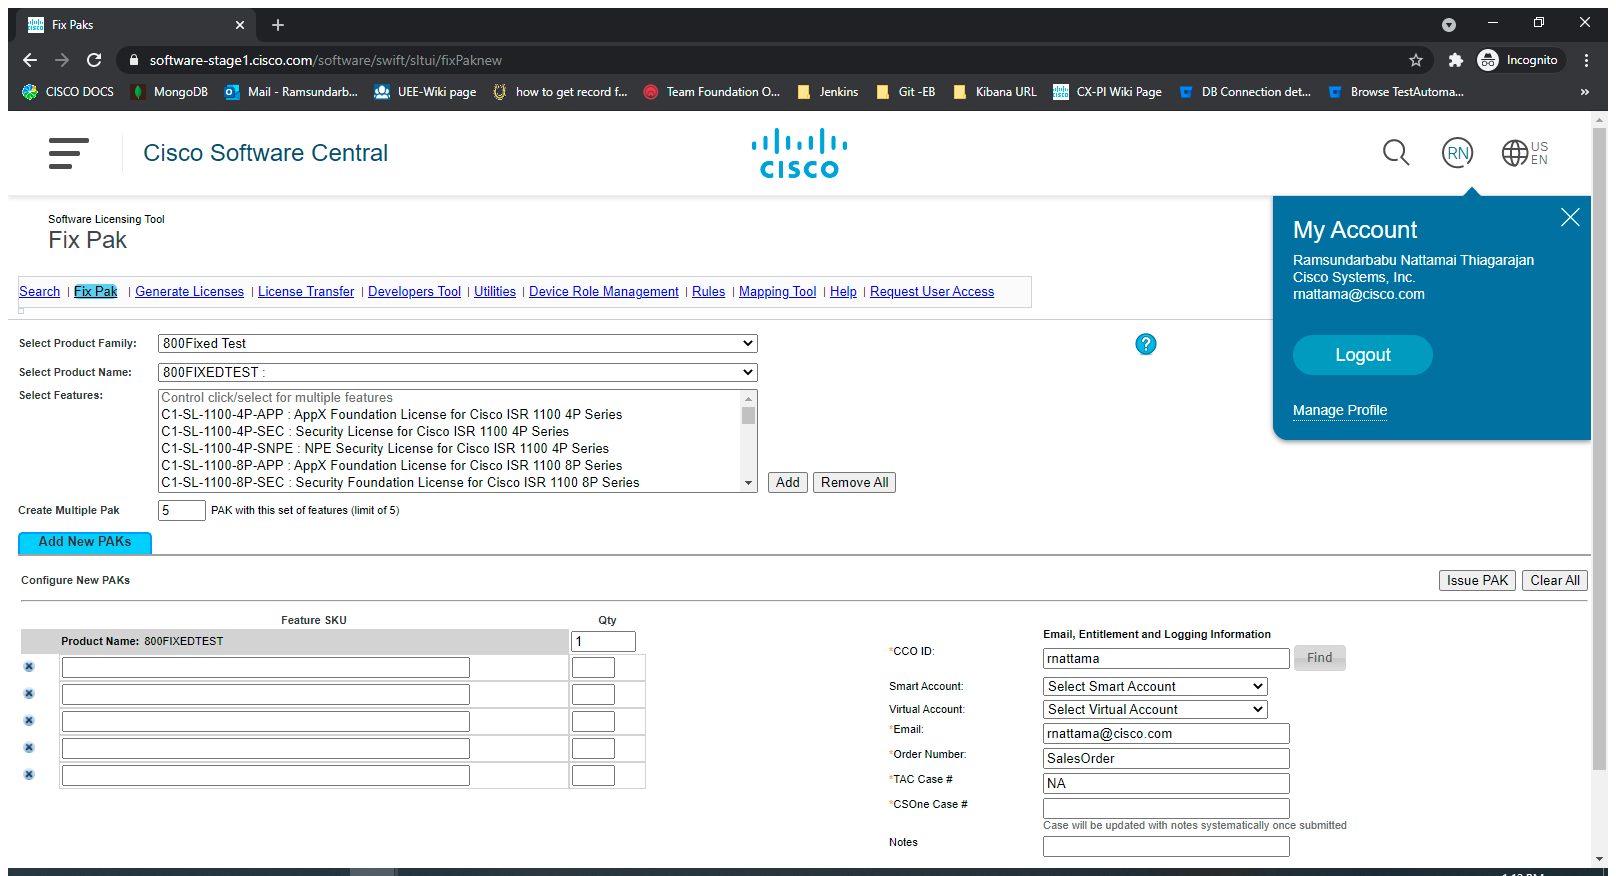 Fix Paks
software-stage1.cisco.com/software/swift/sltui/fixPaknew
Incognito
CISCO DOCS MongoDB Mail - Ramsundarb... UEE-Wiki page how to get record f... Team Foundation O... Jenkins Git -EB Kibana URL CX-PI Wiki Page DB Connection det... Browse TestAutoma... »
Cisco Software Central
CISCO
RN
US
EN
Software Licensing Tool
Fix Pak
My Account
Ramsundarbabu Nattamai Thiagarajan
Cisco Systems, Inc.
rnattama@cisco.com
Logout
Manage Profile
Search | Fix Pak | Generate Licenses | License Transfer | Developers Tool | Utilities | Device Role Management | Rules | Mapping Tool | Help | Request User Access
Select Product Family: 800Fixed Test
?
Select Product Name: 800FIXEDTEST :
Select Features: Control click/select for multiple features
C1-SL-1100-4P-APP : AppX Foundation License for Cisco ISR 1100 4P Series
C1-SL-1100-4P-SEC : Security License for Cisco ISR 1100 4P Series
C1-SL-1100-4P-SNPE : NPE Security License for Cisco ISR 1100 4P Series
C1-SL-1100-8P-APP : AppX Foundation License for Cisco ISR 1100 8P Series
C1-SL-1100-8P-SEC : Security Foundation License for Cisco ISR 1100 8P Series
Add Remove All
Create Multiple Pak 5 PAK with this set of features (limit of 5)
Add New PAKs
Configure New PAKs
Issue PAK Clear All
Feature SKU Qty
Product Name: 800FIXEDTEST 1
Email, Entitlement and Logging Information
*CCO ID: rnattama Find
Smart Account: Select Smart Account
Virtual Account: Select Virtual Account
*Email: rnattama@cisco.com
*Order Number: SalesOrder
*TAC Case # NA
*CSOne Case #
Case will be updated with notes systematically once submitted
Notes